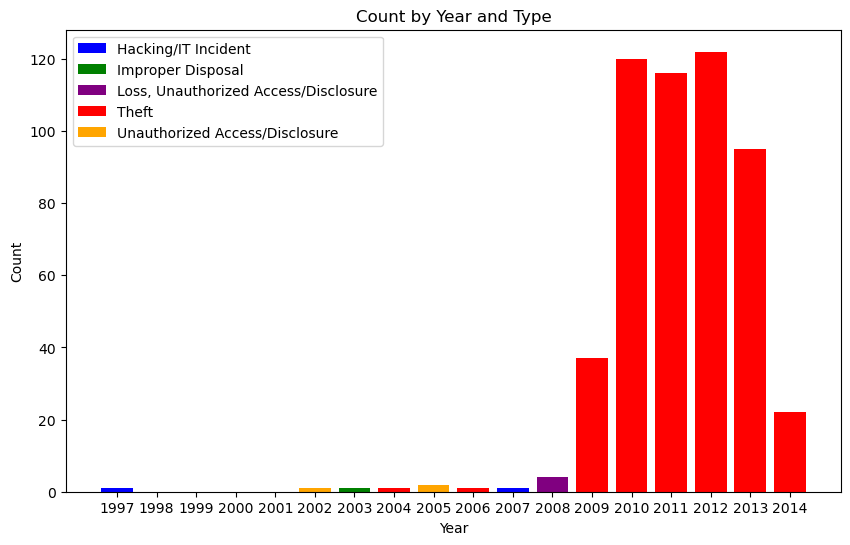 Count by Year and Type
Hacking/IT Incident
Improper Disposal
Loss, Unauthorized Access/Disclosure
Theft
Unauthorized Access/Disclosure
120
100
80
60
40
20
0
Count
1997 1998 1999 2000 2001 2002 2003 2004 2005 2006 2007 2008 2009 2010 2011 2012 2013 2014
Year